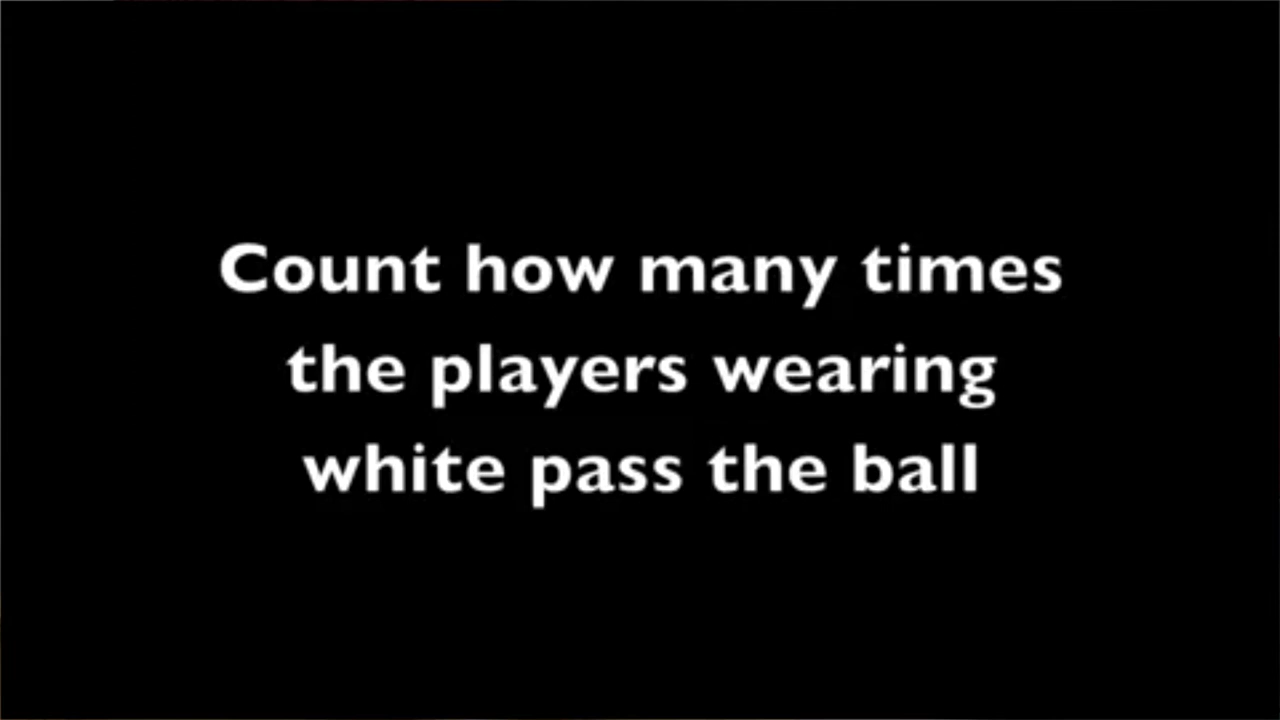 Count how many times
the players wearing
white pass the ball